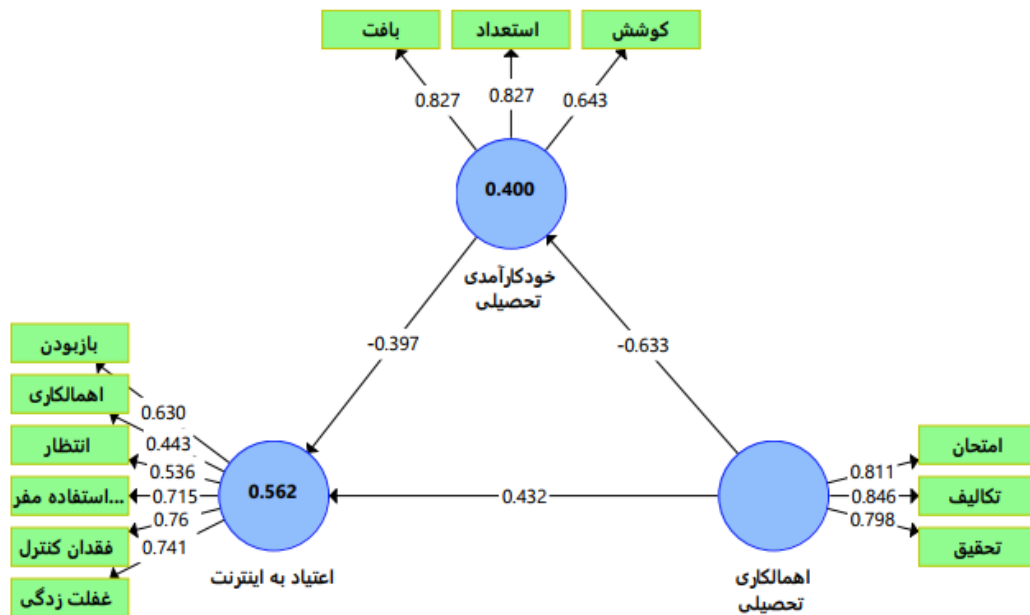 کوشش
استعداد
بافت
0.827
0.827
0.643
0.400
خودکارآمدی
تحصیلی
-0.397
-0.633
بازبودن
اهمالکاری
انتظار
استفاده مفر...
فقدان کنترل
غفلت زدگی
0.630
0.443
0.536
0.715
0.76
0.741
0.562
اعتیاد به اینترنت
0.432
اهمالکاری
تحصیلی
0.811
0.846
0.798
امتحان
تکالیف
تحقیق